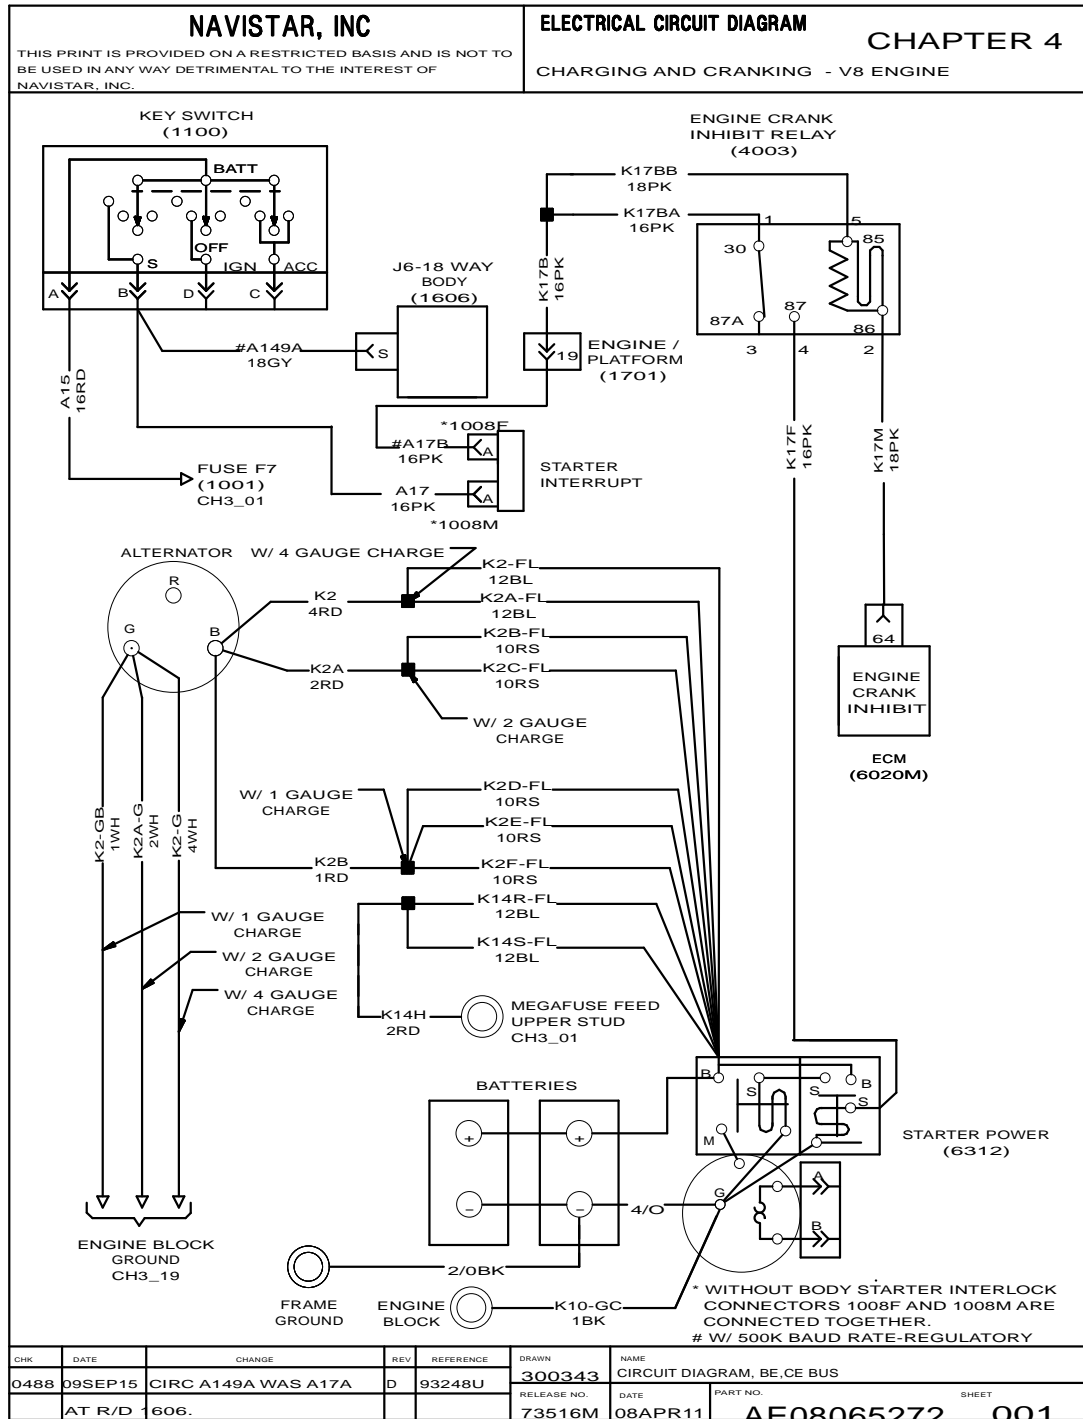 NAVISTAR, INC
THIS PRINT IS PROVIDED ON A RESTRICTED BASIS AND IS NOT TO
BE USED IN ANY WAY DETRIMENTAL TO THE INTEREST OF
NAVISTAR, INC.
ELECTRICAL CIRCUIT DIAGRAM
CHAPTER 4
CHARGING AND CRANKING - V8 ENGINE
KEY SWITCH
(1100)
BATT
OFF
S
IGN
ACC
A
B
D
C
A15
16RD
#A149A
18GY
J6-18 WAY
BODY
(1606)
S
FUSE F7
(1001)
CH3_01
ENGINE CRANK
INHIBIT RELAY
(4003)
K17BB
18PK
K17BA
16PK
K17B
16PK
1
5
30
85
87
87A
86
3
4
2
19
ENGINE /
PLATFORM
(1701)
*1008F
#A17B
16PK
A
STARTER
INTERRUPT
A17
16PK
A
*1008M
K17F
16PK
K17M
18PK
64
ENGINE
CRANK
INHIBIT
ECM
(6020M)
ALTERNATOR
W/ 4 GAUGE CHARGE
R
G
B
K2
4RD
K2A
2RD
K2-FL
12BL
K2A-FL
12BL
K2B-FL
10RS
K2C-FL
10RS
W/ 2 GAUGE
CHARGE
W/ 1 GAUGE
CHARGE
K2D-FL
10RS
K2E-FL
10RS
K2B
1RD
K2F-FL
10RS
K14R-FL
12BL
K14S-FL
12BL
K2-GB
1WH
K2A-G
2WH
K2-G
4WH
W/ 1 GAUGE
CHARGE
W/ 2 GAUGE
CHARGE
W/ 4 GAUGE
CHARGE
K14H
2RD
MEGAFUSE FEED
UPPER STUD
CH3_01
BATTERIES
+
+
-
-
4/O
2/0BK
B
S
S
B
S
M
G
A
B
STARTER POWER
(6312)
ENGINE BLOCK
GROUND
CH3_19
FRAME
GROUND
ENGINE
BLOCK
K10-GC
1BK
* WITHOUT BODY STARTER INTERLOCK
CONNECTORS 1008F AND 1008M ARE
CONNECTED TOGETHER.
# W/ 500K BAUD RATE-REGULATORY
CHK DATE CHANGE REV REFERENCE
0488 09SEP15 CIRC A149A WAS A17A D 93248U
AT R/D 1606.
DRAWN
300343
NAME
CIRCUIT DIAGRAM, BE,CE BUS
RELEASE NO.
73516M
DATE
08APR11
PART NO.
AE08065272
SHEET
001